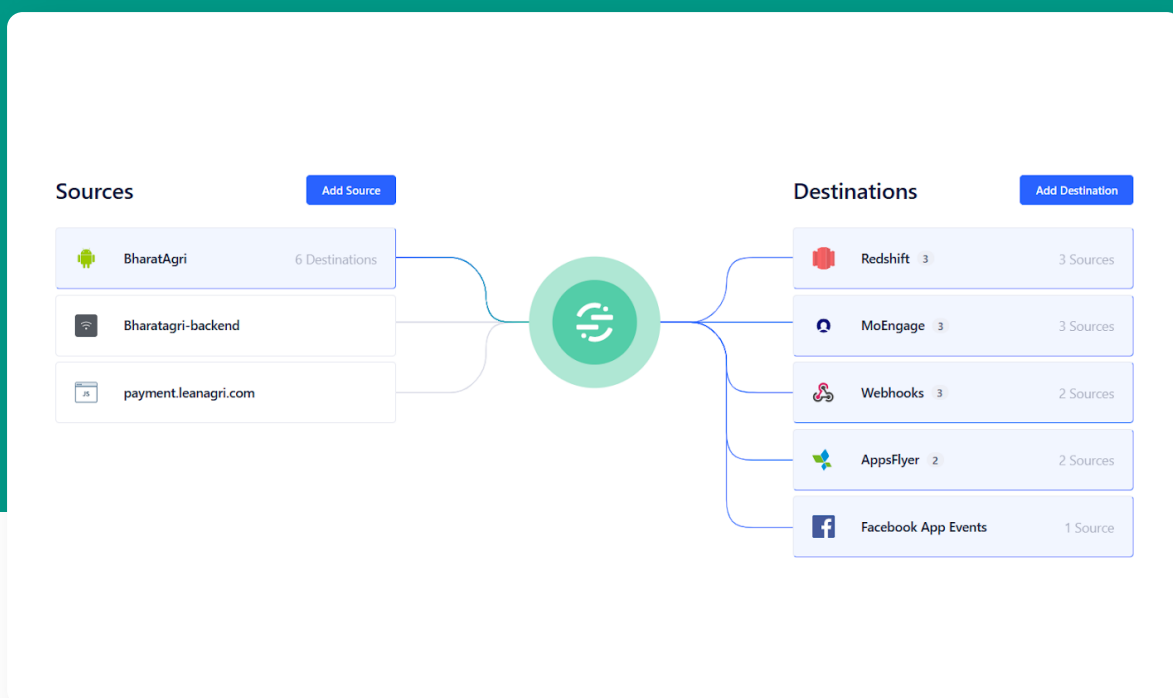 Sources
Add Source
BharatAgri
6 Destinations
Bharatagri-backend
JS
payment.leanagri.com
Destinations
Add Destination
Redshift 3
3 Sources
MoEngage 3
3 Sources
Webhooks 3
2 Sources
AppsFlyer 2
2 Sources
Facebook App Events
1 Source